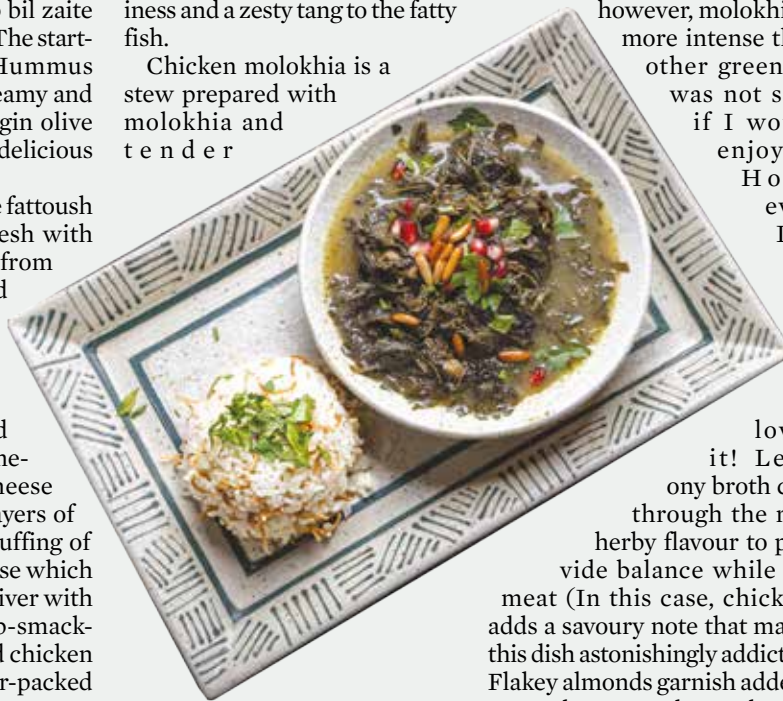 bil zaite
The start-
Hummus
eamy and
gin olive
delicious
fattoush
esh with
from
d
d
ne-
heese
yers of
uffing of
se which
iver with
p-smack-
d chicken
r-packed
iness and a zesty tang to the fatty
fish.
Chicken molokhia is a
stew prepared with
molokhia and
tender
however, molokhi
more intense th
other green
was not s
if I wo
enjoy
Ho
ev
I
lov
it! Le
ony broth c
through the r
herby flavour to p
vide balance while
meat (In this case, chick
adds a savoury note that ma
this dish astonishingly addict
Flakey almonds garnish adde